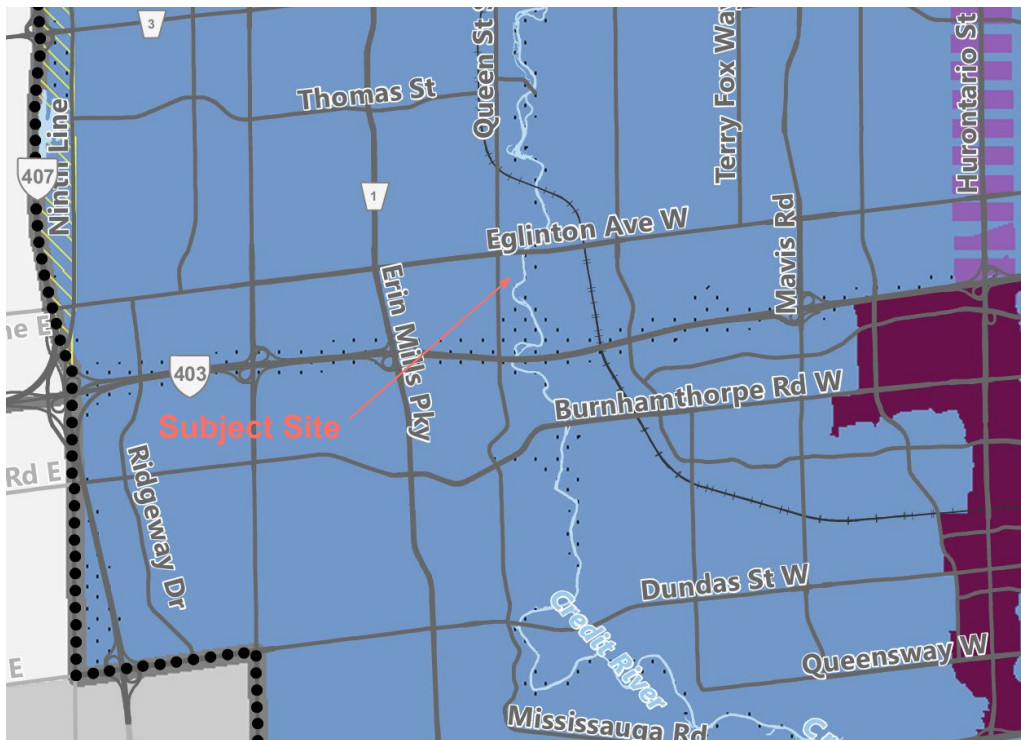 3
Queen St S
Thomas St
Terry Fox Way
Hurontario St
Ninth Line
407
1
Eglinton Ave W
Mavis Rd
Erin Mills Pky
ne E
403
Subject Site
Burnhamthorpe Rd W
Rd E
Ridgeway Dr
Dundas St W
Credit River
Queensway W
E
Mississauga Rd